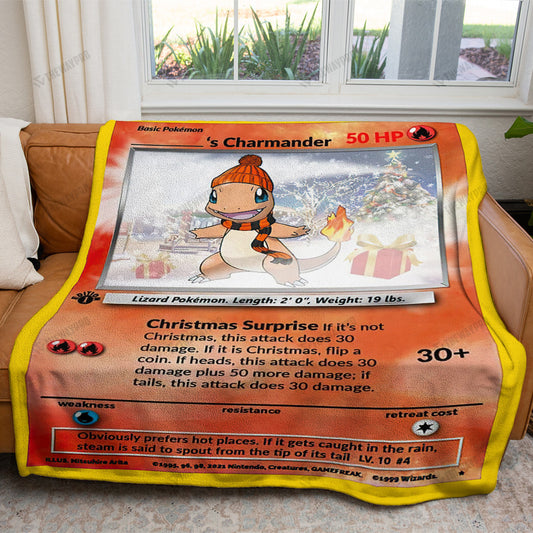 Basic Pokémon
's Charmander 50 HP
Lizard Pokémon. Length: 2' 0", Weight: 19 lbs.
Christmas Surprise If it's not
Christmas, this attack does 30
damage. If it is Christmas, flip a
coin. If heads, this attack does 30
damage plus 50 more damage; if
tails, this attack does 30 damage.
30+
weakness resistance retreat cost
Obviously prefers hot places. If it gets caught in the rain,
steam is said to spout from the tip of its tail LV. 10 #4
Illus. Mitsuhiro Arita ©1995, 96, 98, 2021 Nintendo, Creatures, GAMEFREAK. ©1999 Wizards.